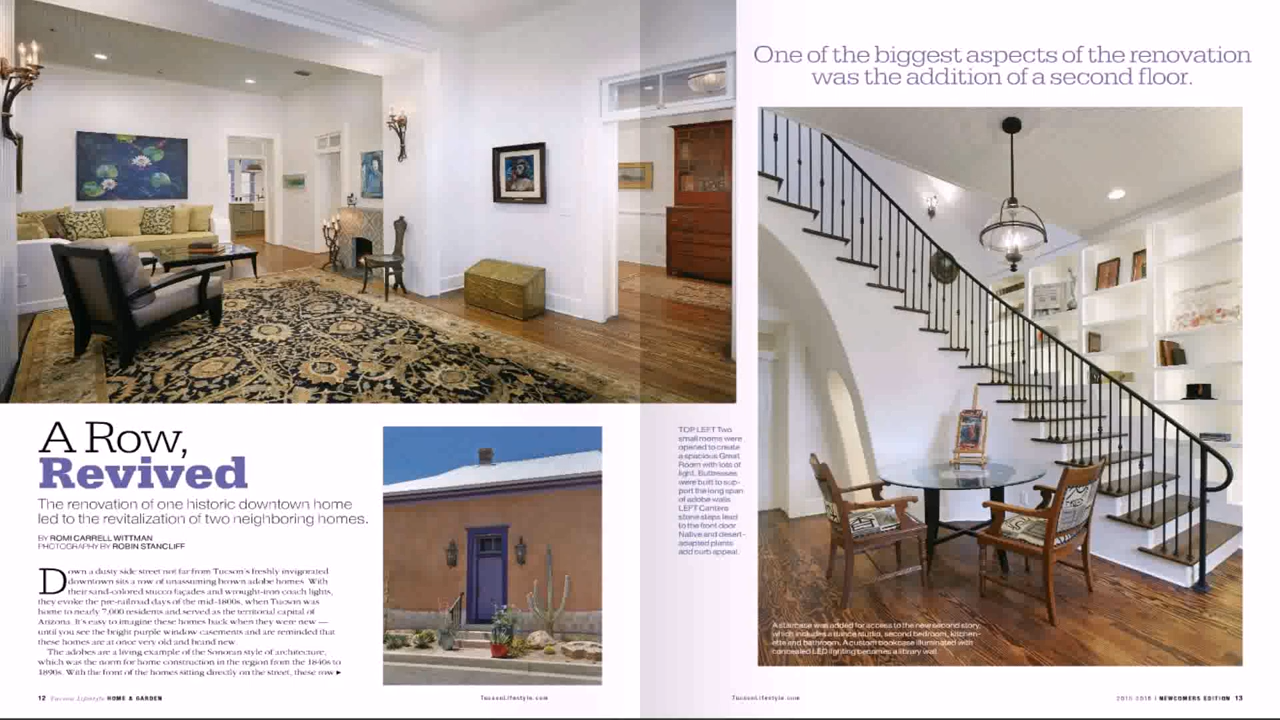 One of the biggest aspects of the renovation
was the addition of a second floor.
A Row,
Revived
The renovation of one historic downtown home
led to the revitalization of two neighboring homes.
BY ROMI CARRELL WITTMAN
PHOTOGRAPHY BY ROBIN STANCLIFF
Down a dusty side street not far from Tucson's freshly invigorated
downtown sits a row of unassuming brown adobe homes. With
their sand-colored stucco façades and wrought-iron coach lights,
they evoke the pre-railroad days of the mid-1800s, when Tucson was
home to nearly 7,000 residents and served as the territorial capital of
Arizona. It's easy to imagine these homes back when they were new —
until you see the bright purple window casements and are reminded that
these homes are at once very old and brand new.
The adobes are a living example of the Sonoran style of architecture,
which was the norm for home construction in the region from the 1840s to
1890s. With the front of the homes sitting directly on the street, these row ►
TOP LEFT Two
small rooms were
opened to create
a spacious Great
Room with lots of
light. Buttresses
were built to sup-
port the long span
of adobe walls.
LEFT Cantera
stone steps lead
to the front door.
Native and desert-
adapted plants
add curb appeal.
A staircase was added for access to the new second story,
which includes a dance studio, second bedroom, kitchen-
ette and bathroom. A custom bookcase illuminated with
concealed LED lighting becomes a library wall.
12 Tucson Lifestyle HOME & GARDEN
TucsonLifestyle.com
TucsonLifestyle.com
NEWCOMERS EDITION 13